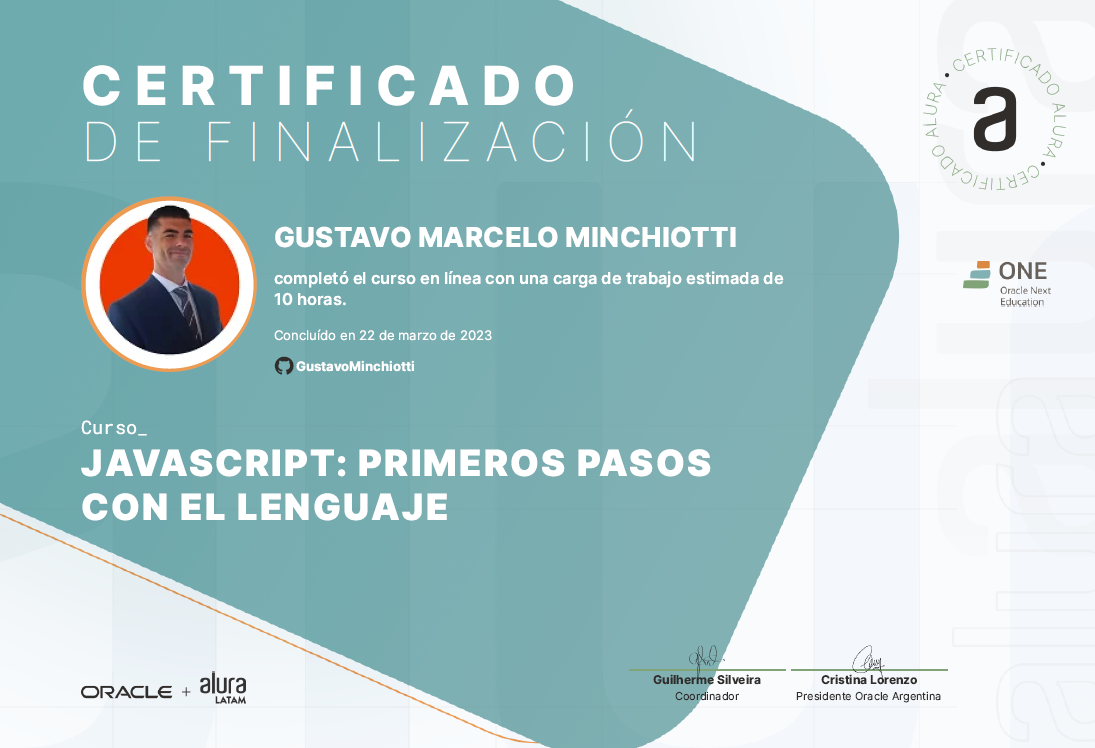 CERTIFICADO
DE FINALIZACIÓN
CERTIFICADO ALURA • CERTIFICADO ALURA •
a
GUSTAVO MARCELO MINCHIOTTI
completó el curso en línea con una carga de trabajo estimada de
10 horas.
Concluído en 22 de marzo de 2023
GustavoMinchiotti
ONE
Oracle Next
Education
Curso_
JAVASCRIPT: PRIMEROS PASOS
CON EL LENGUAJE
ORACLE + alura
LATAM
Guilherme Silveira
Coordinador
Cristina Lorenzo
Presidente Oracle Argentina
alura